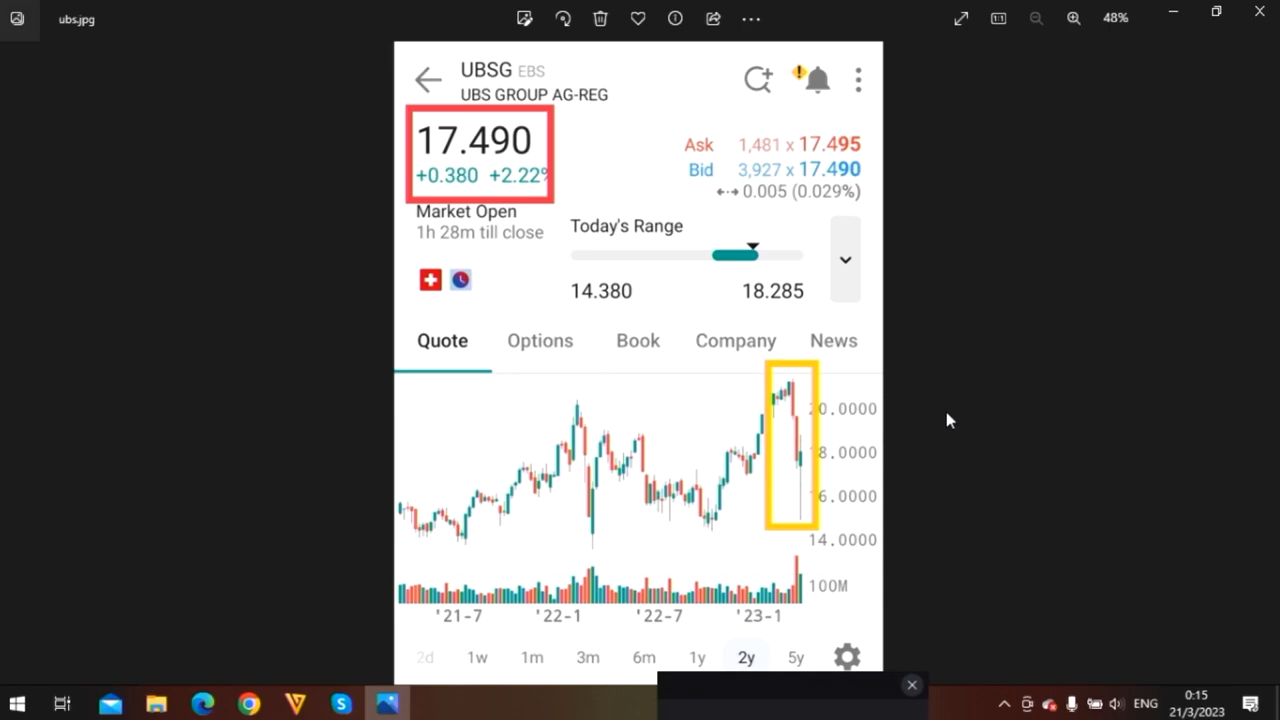 ubs.jpg
48%
UBSG EBS
UBS GROUP AG-REG
17.490
+0.380 +2.22%
Ask 1,481 x 17.495
Bid 3,927 x 17.490
0.005 (0.029%)
Market Open
1h 28m till close
Today's Range
14.380 18.285
Quote Options Book Company News
20.0000
18.0000
16.0000
14.0000
100M
'21-7 '22-1 '22-7 '23-1
2d 1w 1m 3m 6m 1y 2y 5y
ENG
0:15
21/3/2023